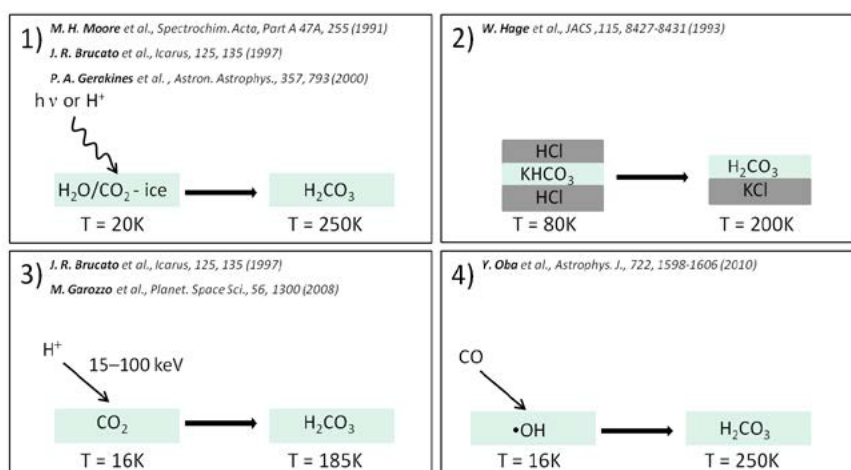 1)
M. H. Moore et al., Spectrochim. Acta, Part A 47A, 255 (1991)
J. R. Brucato et al., Icarus, 125, 135 (1997)
P. A. Gerakines et al. , Astron. Astrophys., 357, 793 (2000)
h ν or H⁺
H₂O/CO₂ - ice
H₂CO₃
T = 20K
T = 250K
2)
W. Hage et al., JACS ,115, 8427-8431 (1993)
HCl
KHCO₃
HCl
H₂CO₃
KCl
T = 80K
T = 200K
3)
J. R. Brucato et al., Icarus, 125, 135 (1997)
M. Garozzo et al., Planet. Space Sci., 56, 1300 (2008)
H⁺
15–100 keV
CO₂
H₂CO₃
T = 16K
T = 185K
4)
Y. Oba et al., Astrophys. J., 722, 1598-1606 (2010)
CO
•OH
H₂CO₃
T = 16K
T = 250K